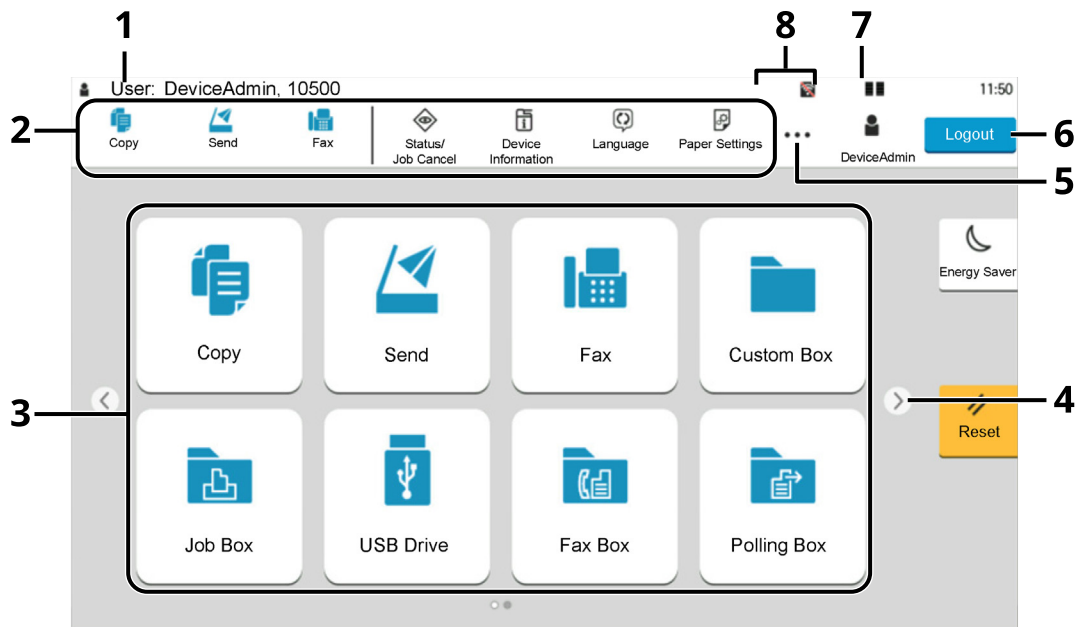 1
8
7
User: DeviceAdmin, 10500
11:50
2
Copy
Send
Fax
Status/
Job Cancel
Device
Information
Language
Paper Settings
DeviceAdmin
Logout
6
5
Energy Saver
Copy
Send
Fax
Custom Box
3
4
Reset
Job Box
USB Drive
Fax Box
Polling Box